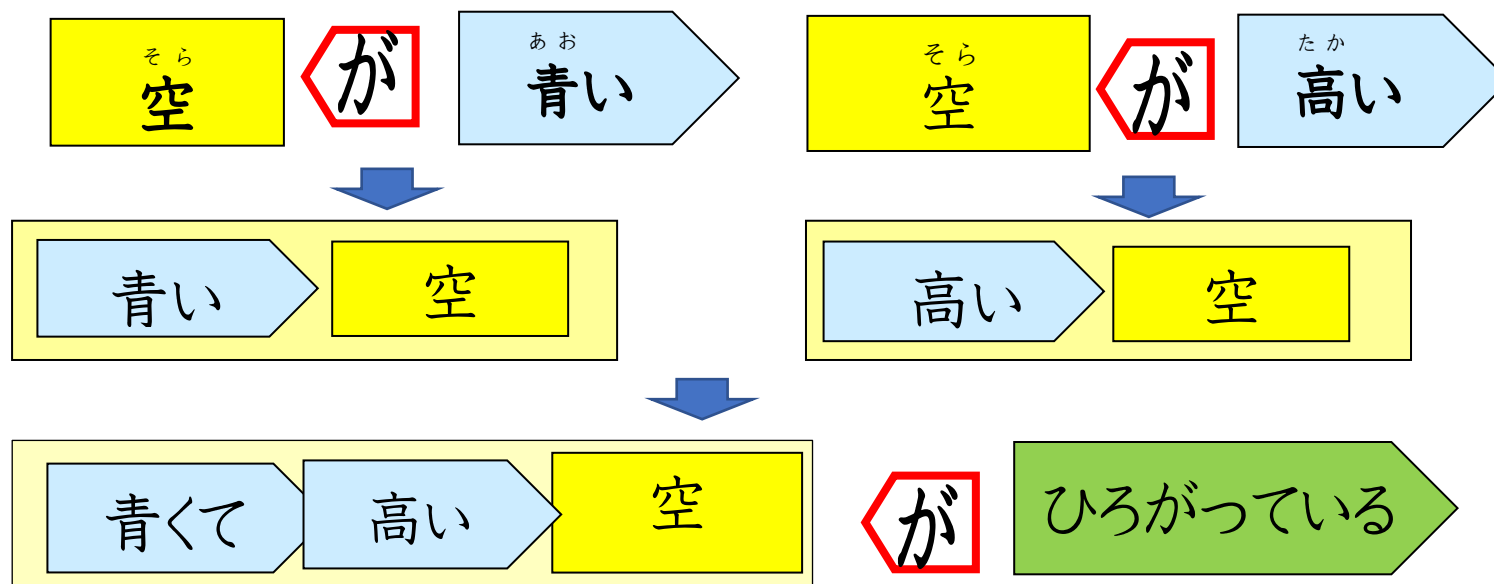 そら あお そら たか
空 が 青い 空 が 高い
青い 空 高い 空
青くて 高い 空 が ひろがっている